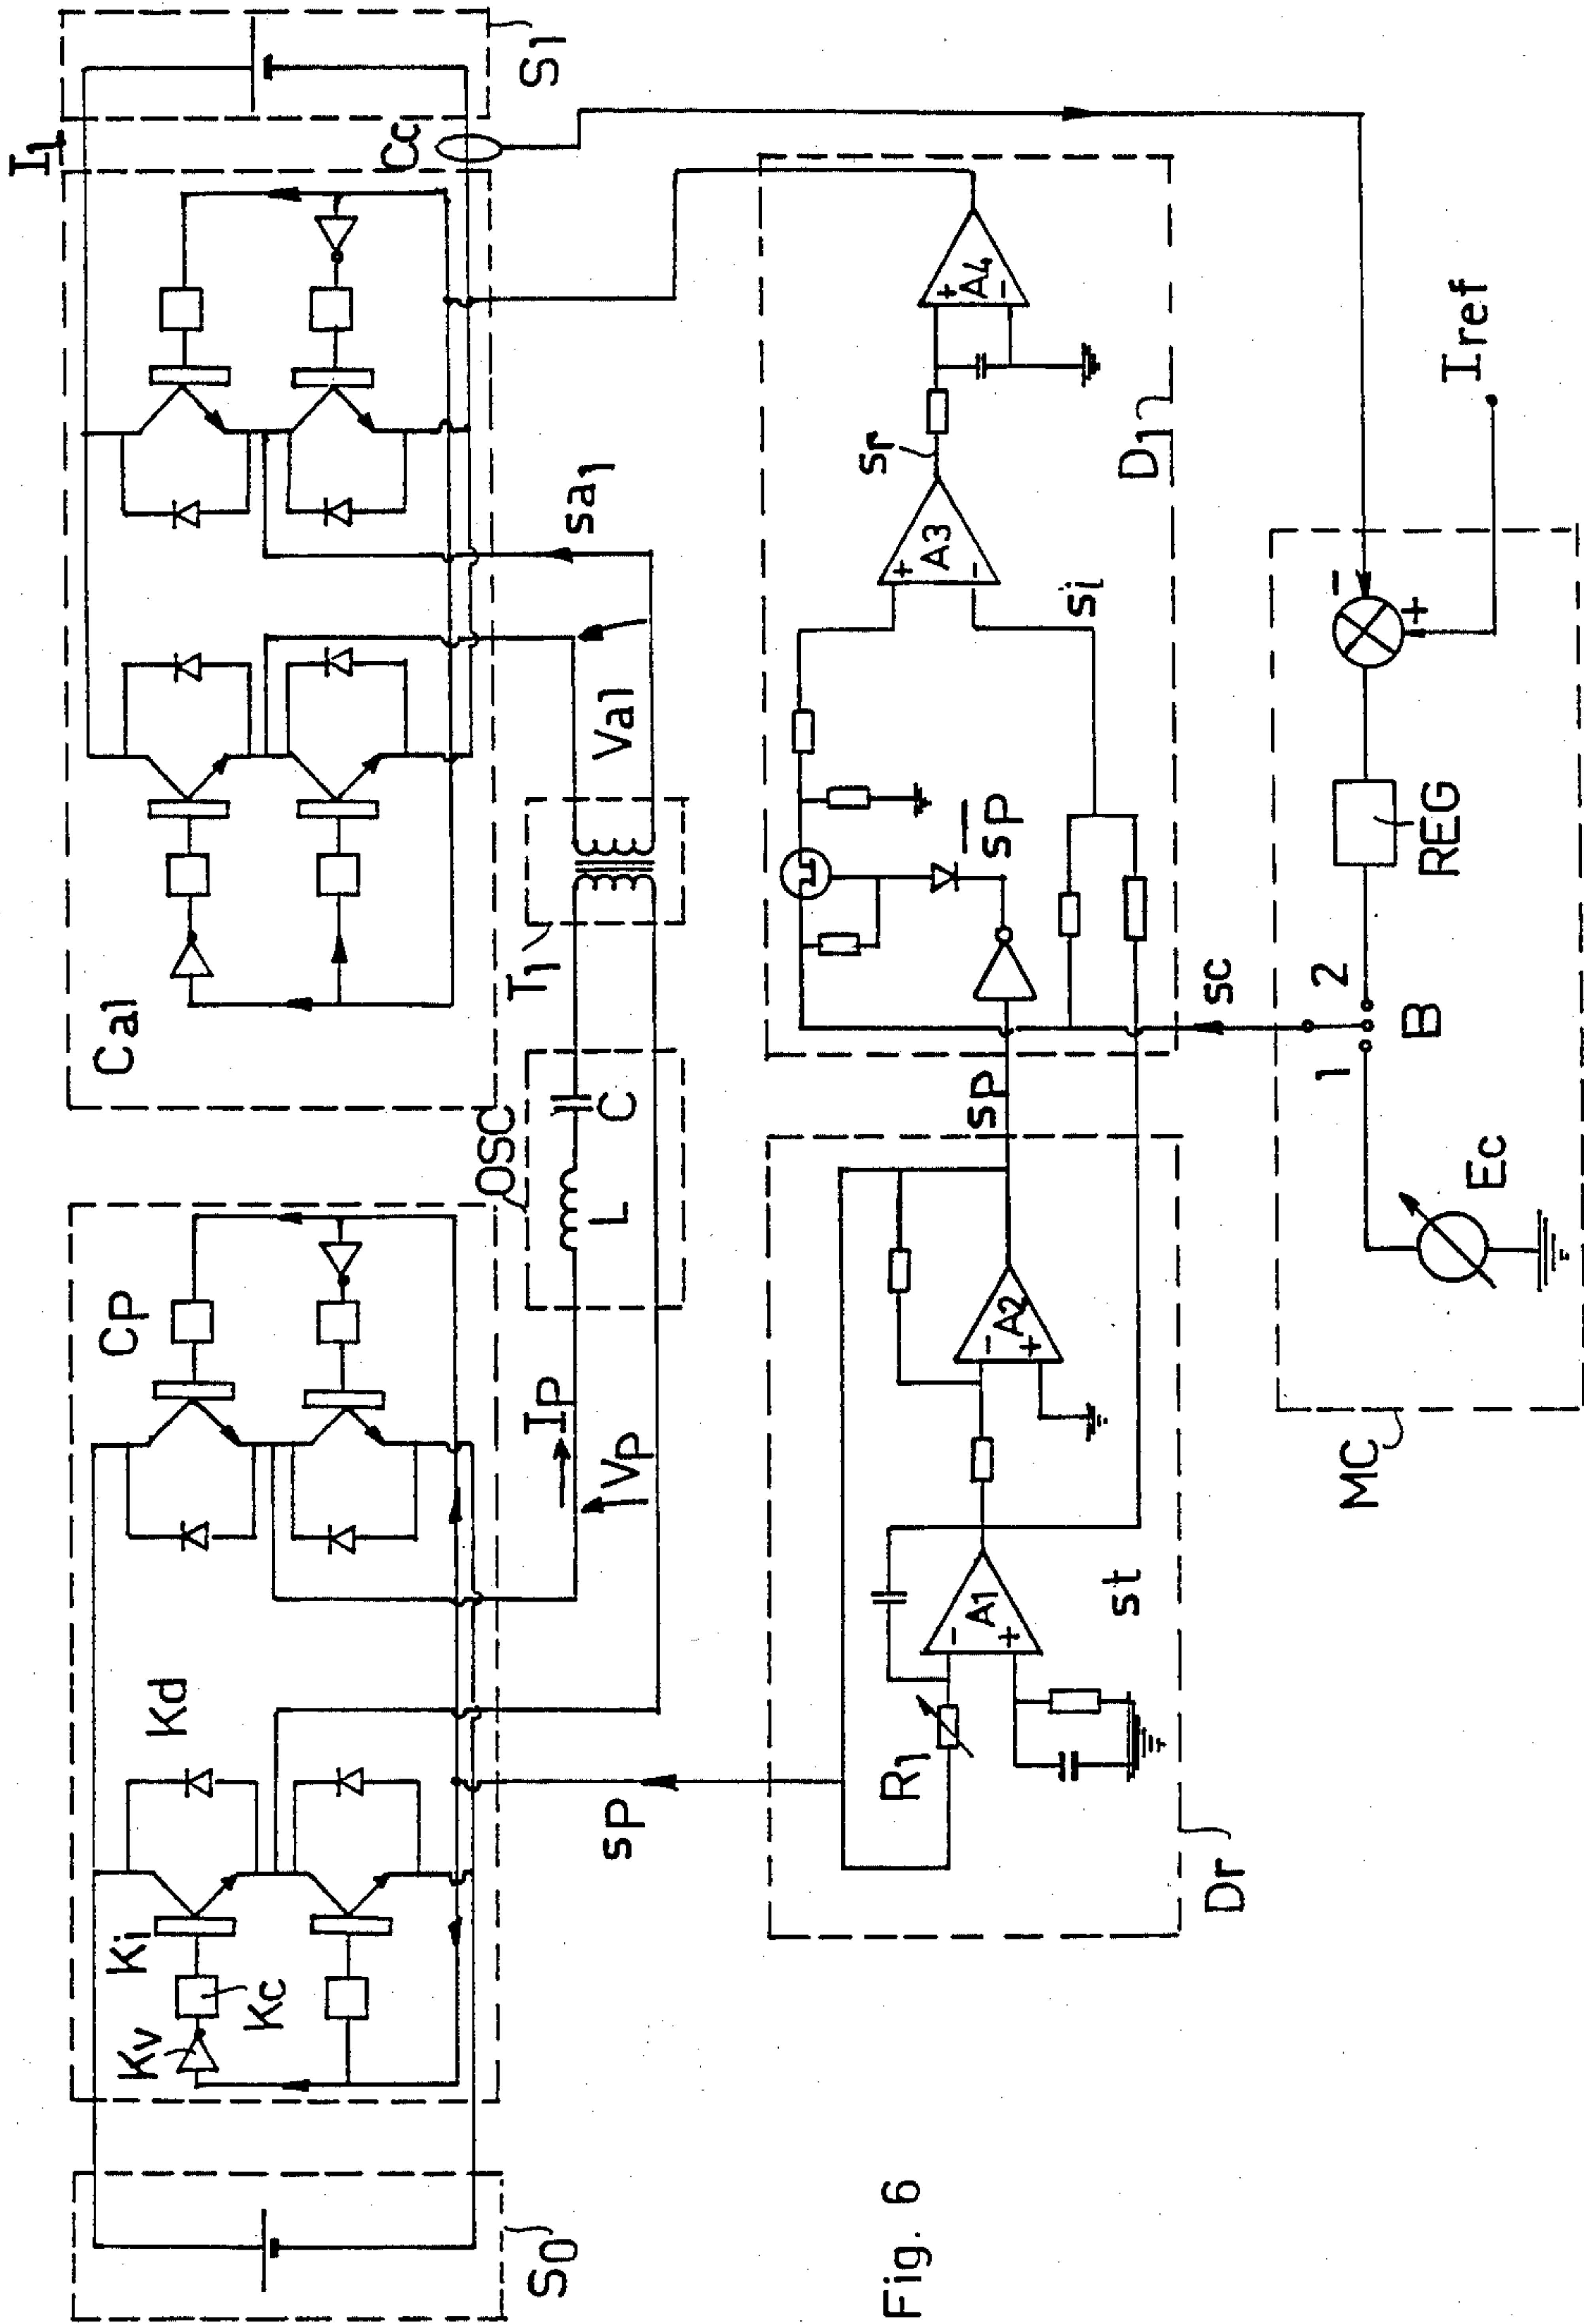 S0
Kv
Kc
Ki
Kd
Cp
Ip
Vp
OSC
L
C
T1
Ca1
Va1
sa1
I1
Cc
S1
sp
Dr
R1
A1
- +
st
A2
- +
sp
sp
sc
D1
si
A3
+ -
sr
A4
+ -
MC
Ec
B
1 2
REG
- +
Iref
Fig. 6